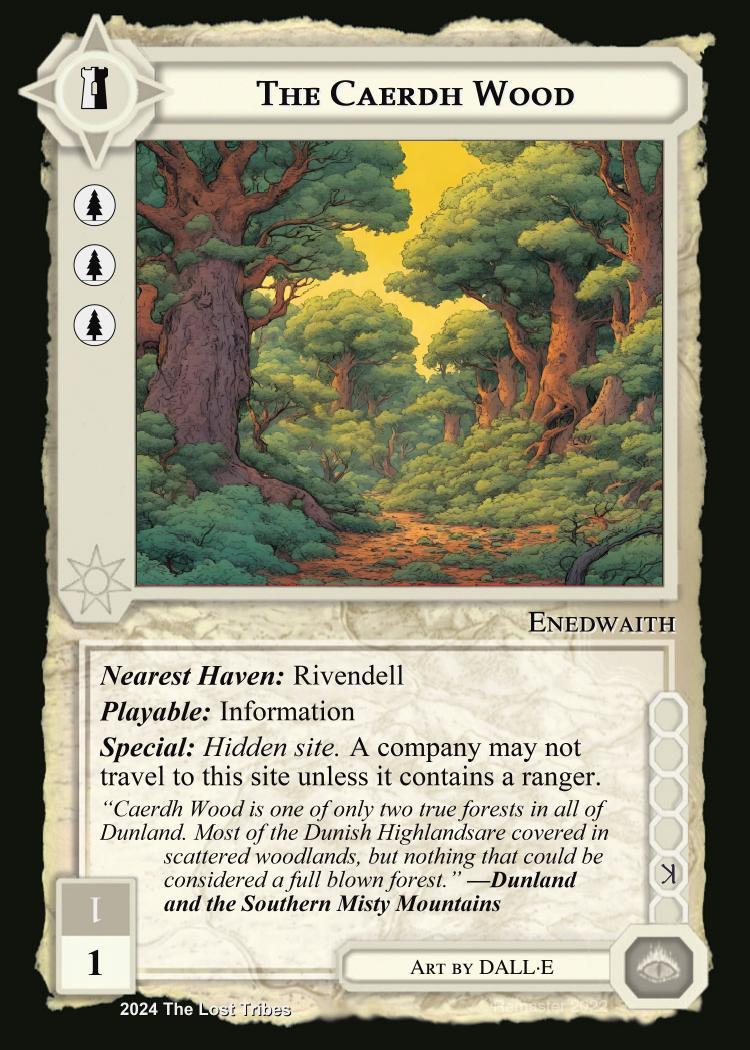 The Caerdh Wood
Enedwaith
Nearest Haven: Rivendell
Playable: Information
Special: Hidden site. A company may not
travel to this site unless it contains a ranger.
“Caerdh Wood is one of only two true forests in all of
Dunland. Most of the Dunish Highlandsare covered in
scattered woodlands, but nothing that could be
considered a full blown forest.” —Dunland
and the Southern Misty Mountains
K
1
1
Art by DALL·E
2024 The Lost Tribes
Remaster 2022